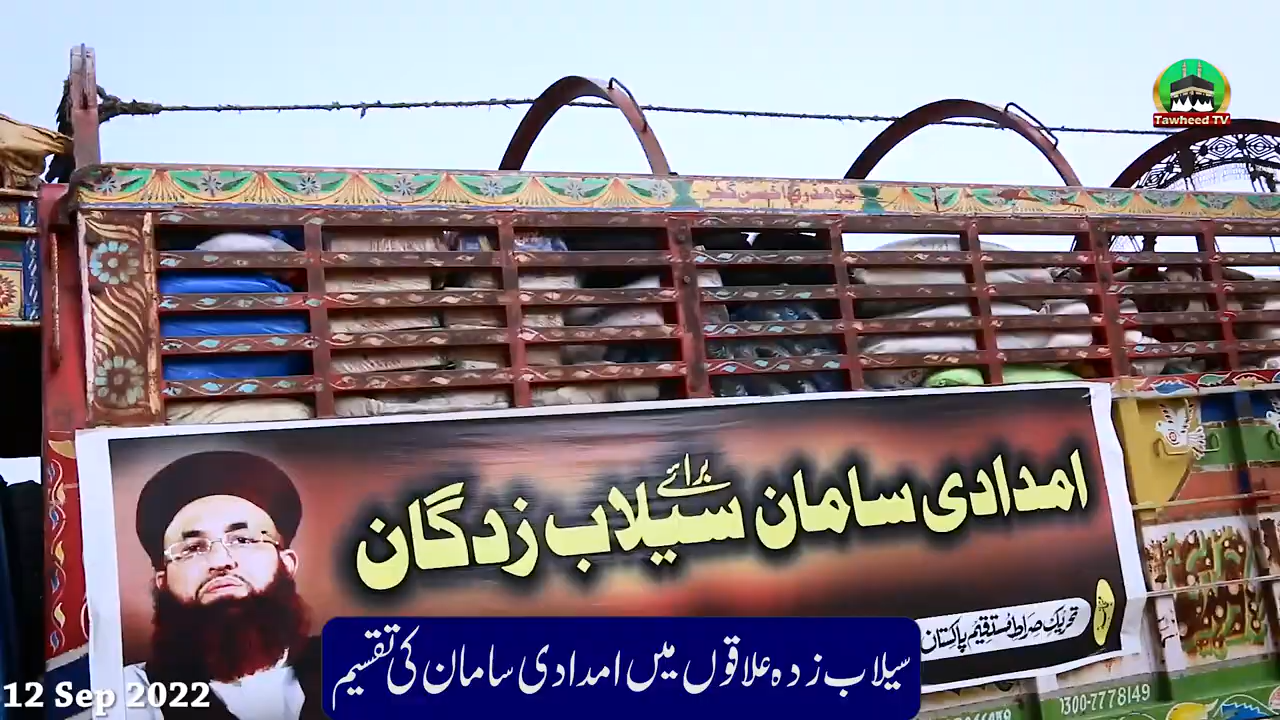 Tawheed TV
امدادی سامان برائے سیلاب زدگان
تحریک صراط مستقیم پاکستان
سیلاب زدہ علاقوں میں امدادی سامان کی تقسیم
1300-7778149
12 Sep 2022